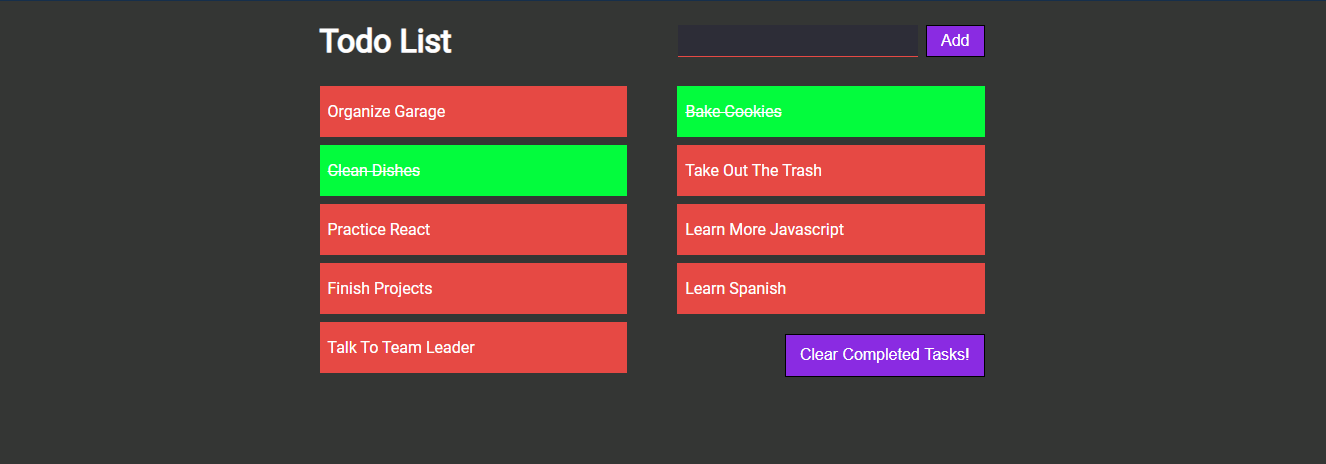 Todo List
Add
Organize Garage
Bake Cookies
Clean Dishes
Take Out The Trash
Practice React
Learn More Javascript
Finish Projects
Learn Spanish
Talk To Team Leader
Clear Completed Tasks!